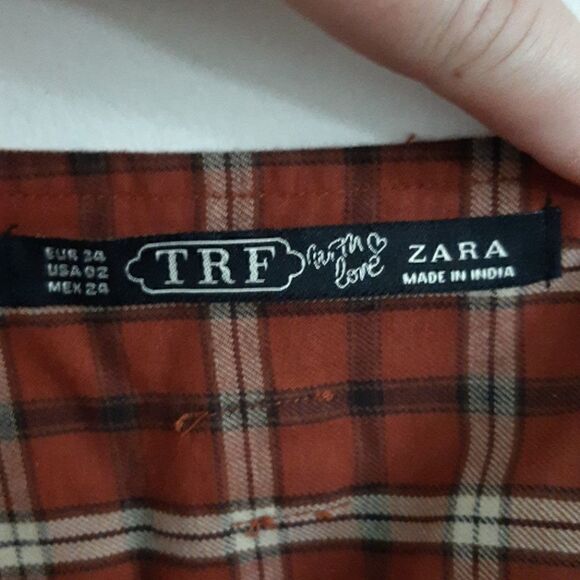 EUR 34
USA 02
MEX 24
TRF
with
love
ZARA
MADE IN INDIA